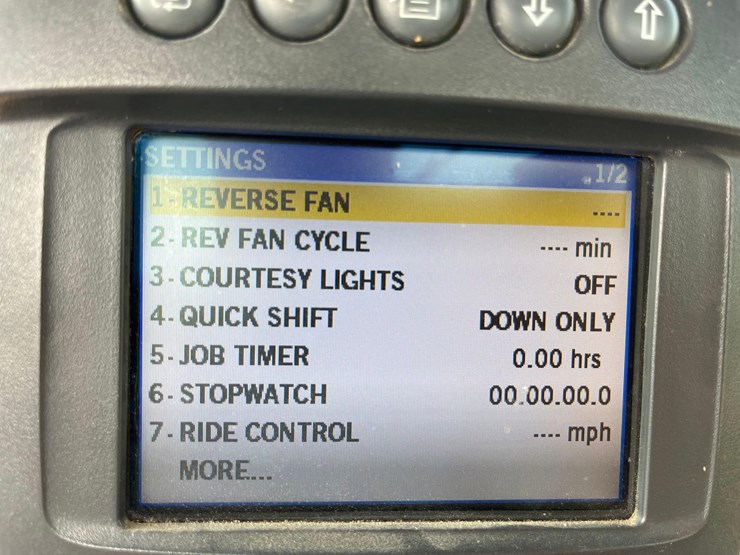 SETTINGS
1/2
1-REVERSE FAN ----
2-REV FAN CYCLE ---- min
3-COURTESY LIGHTS OFF
4-QUICK SHIFT DOWN ONLY
5-JOB TIMER 0.00 hrs
6-STOPWATCH 00.00.00.0
7-RIDE CONTROL ---- mph
MORE...